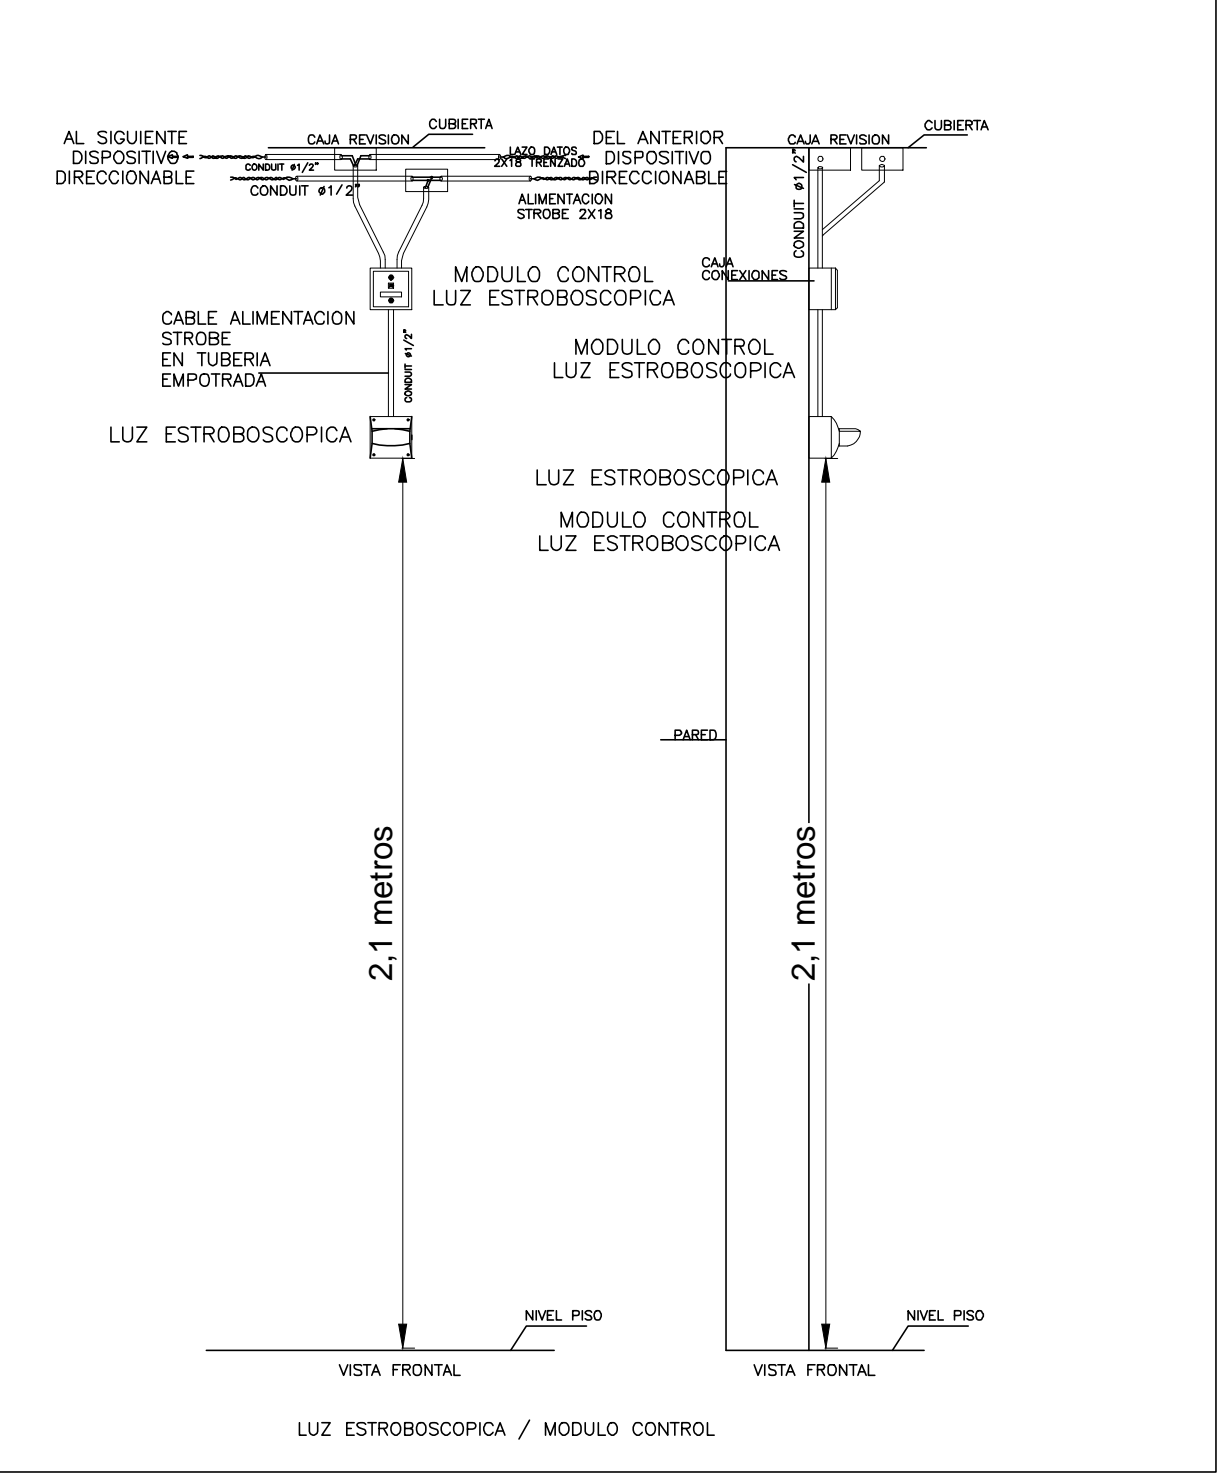 AL SIGUIENTE
DISPOSITIVO
DIRECCIONABLE
CAJA REVISION
CUBIERTA
CONDUIT ø1/2"
CONDUIT ø1/2"
LAZO DATOS
2X18 TRENZADO
DEL ANTERIOR
DISPOSITIVO
DIRECCIONABLE
ALIMENTACION
STROBE 2X18
MODULO CONTROL
LUZ ESTROBOSCOPICA
CABLE ALIMENTACION
STROBE
EN TUBERIA
EMPOTRADA
CONDUIT ø1/2"
LUZ ESTROBOSCOPICA
2,1 metros
NIVEL PISO
VISTA FRONTAL
CAJA REVISION
CUBIERTA
CONDUIT ø1/2"
CAJA
CONEXIONES
MODULO CONTROL
LUZ ESTROBOSCOPICA
LUZ ESTROBOSCOPICA
MODULO CONTROL
LUZ ESTROBOSCOPICA
PARED
2,1 metros
NIVEL PISO
VISTA FRONTAL
LUZ ESTROBOSCOPICA / MODULO CONTROL